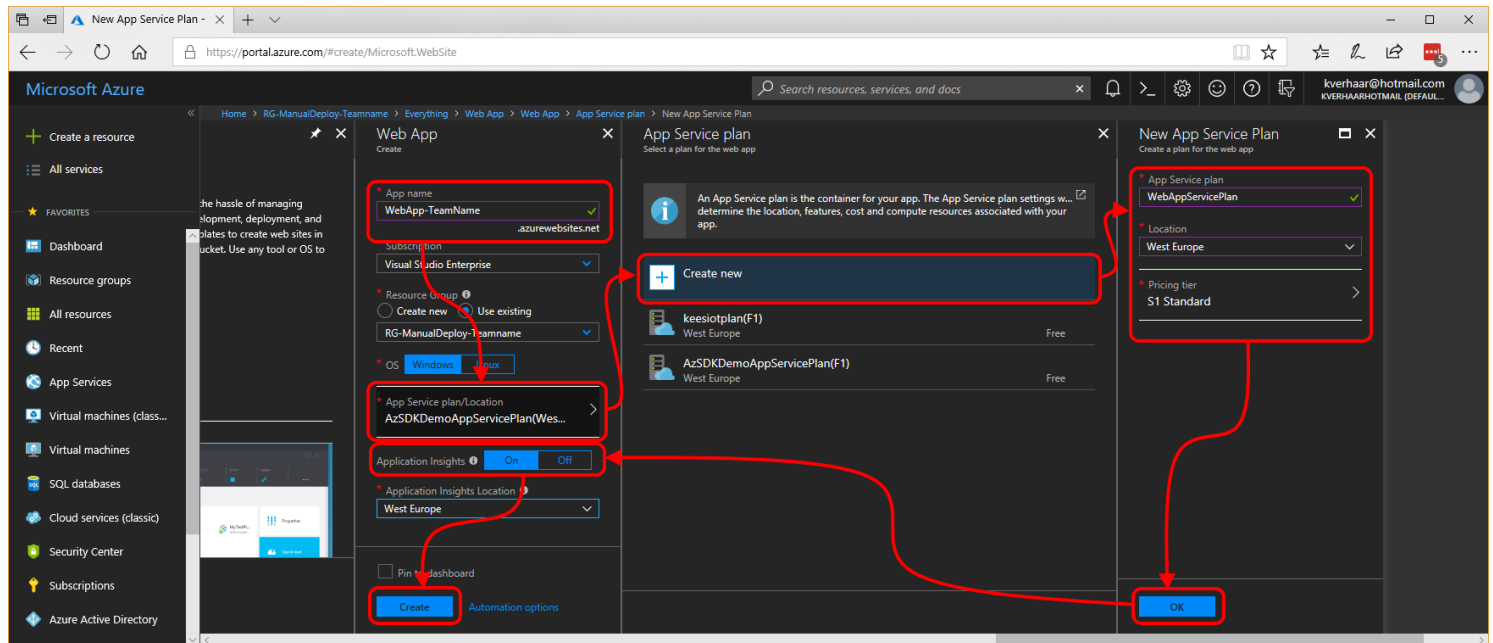 New App Service Plan -
https://portal.azure.com/#create/Microsoft.WebSite
5
Microsoft Azure
Search resources, services, and docs
kverhaar@hotmail.com
KVERHAARHOTMAIL (DEFAUL...
Home > RG-ManualDeploy-Teamname > Everything > Web App > Web App > App Service plan > New App Service Plan
Create a resource
All services
FAVORITES
Dashboard
Resource groups
All resources
Recent
App Services
Virtual machines (class...
Virtual machines
SQL databases
Cloud services (classic)
Security Center
Subscriptions
Azure Active Directory
the hassle of managing
elopment, deployment, and
plates to create web sites in
ucket. Use any tool or OS to
Properties
Web App
Create
* App name
WebApp-TeamName
.azurewebsites.net
Subscription
Visual Studio Enterprise
* Resource Group
Create new Use existing
RG-ManualDeploy-Teamname
* OS Windows Linux
* App Service plan/Location
AzSDKDemoAppServicePlan(Wes...
Application Insights On Off
* Application Insights Location
West Europe
Pin to dashboard
Create Automation options
App Service plan
Select a plan for the web app
An App Service plan is the container for your app. The App Service plan settings w...
determine the location, features, cost and compute resources associated with your
app.
Create new
keesiotplan(F1)
West Europe Free
AzSDKDemoAppServicePlan(F1)
West Europe Free
New App Service Plan
Create a plan for the web app
* App Service plan
WebAppServicePlan
* Location
West Europe
* Pricing tier
S1 Standard
OK